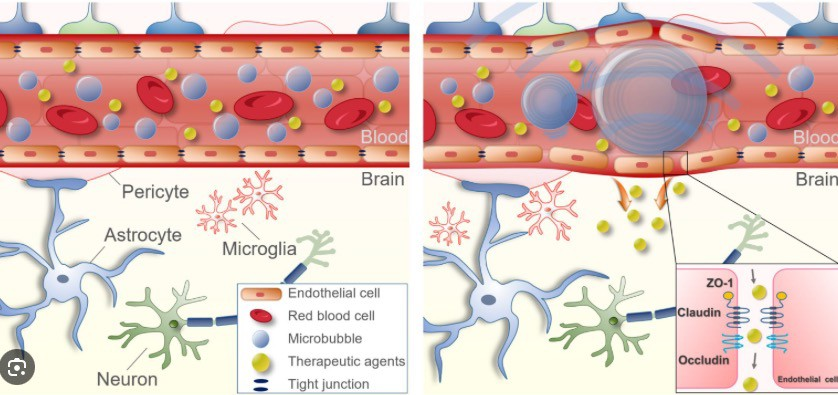 Blood
Brain
Pericyte
Astrocyte
Microglia
Neuron
Endothelial cell
Red blood cell
Microbubble
Therapeutic agents
Tight junction
Blood
Brain
ZO-1
Claudin
Occludin
Endothelial cell